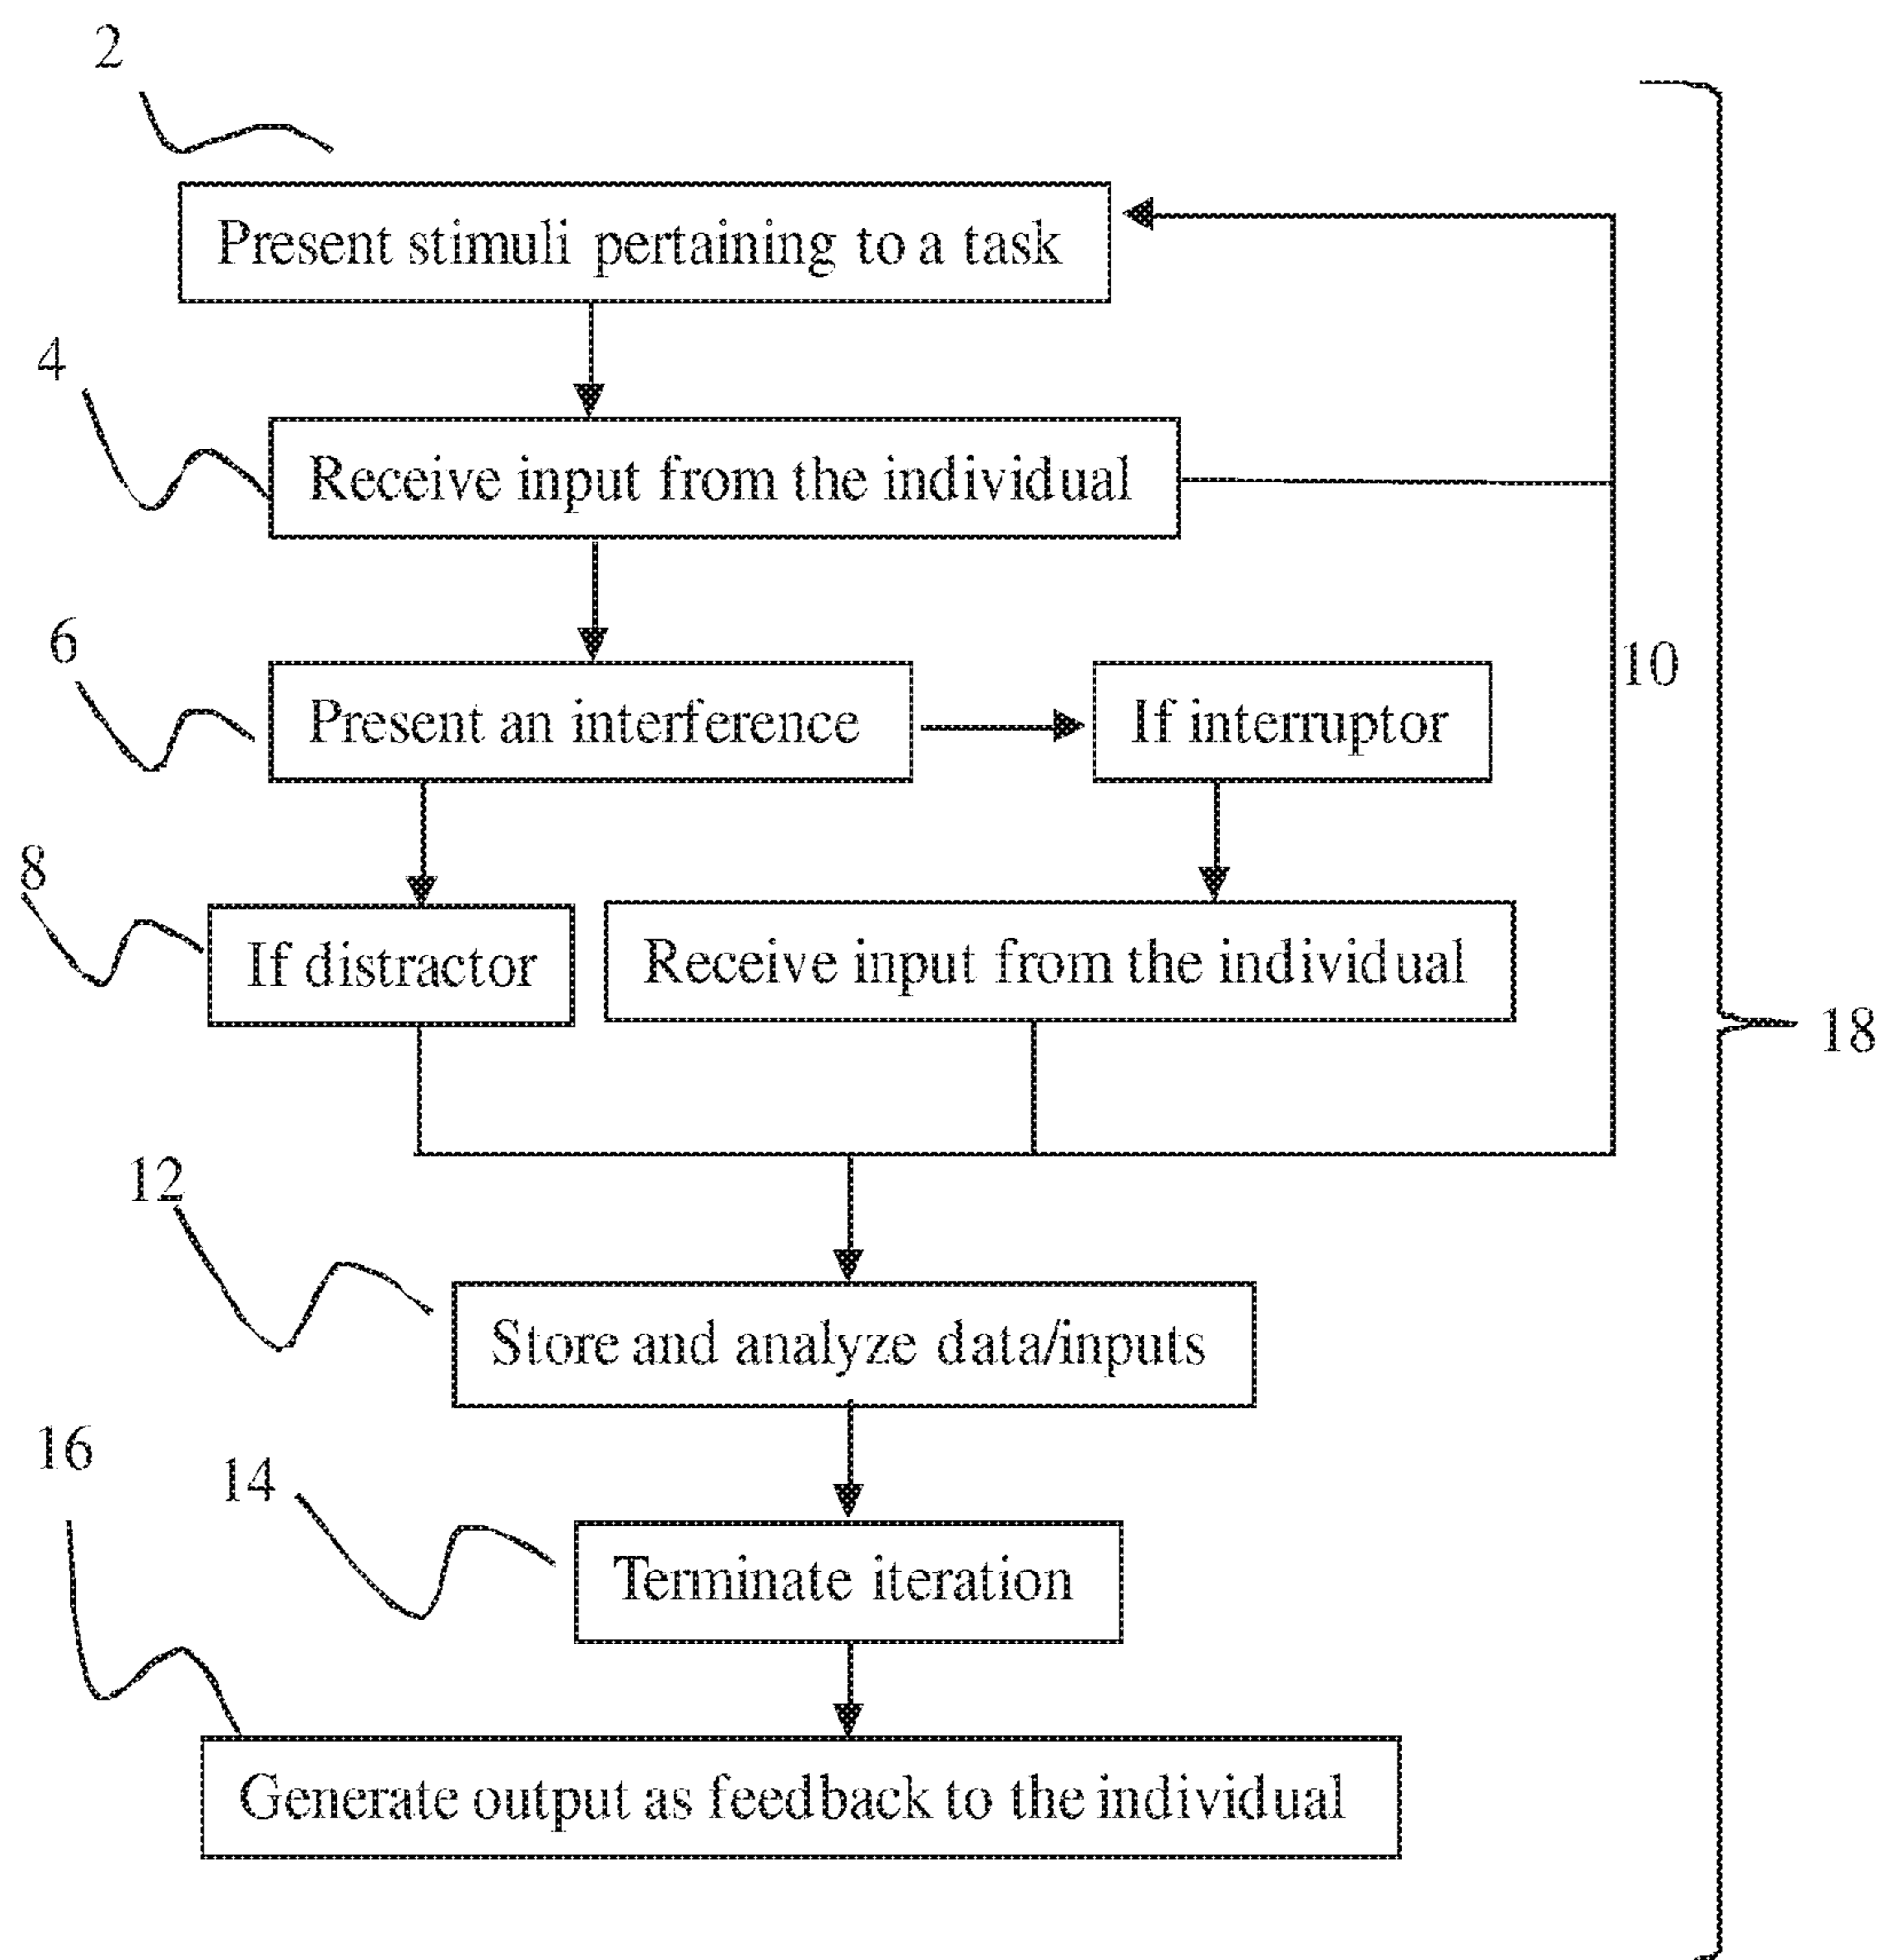 2
Present stimuli pertaining to a task
4
Receive input from the individual
6
Present an interference
If interruptor
10
8
If distractor
Receive input from the individual
18
12
Store and analyze data/inputs
16
14
Terminate iteration
Generate output as feedback to the individual